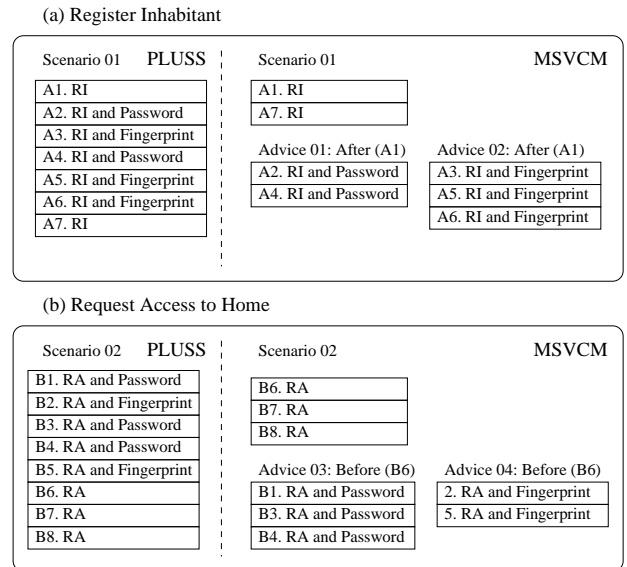 (a) Register Inhabitant
Scenario 01 PLUSS
A1. RI
A2. RI and Password
A3. RI and Fingerprint
A4. RI and Password
A5. RI and Fingerprint
A6. RI and Fingerprint
A7. RI
Scenario 01 MSVCM
A1. RI
A7. RI
Advice 01: After (A1)
A2. RI and Password
A4. RI and Password
Advice 02: After (A1)
A3. RI and Fingerprint
A5. RI and Fingerprint
A6. RI and Fingerprint
(b) Request Access to Home
Scenario 02 PLUSS
B1. RA and Password
B2. RA and Fingerprint
B3. RA and Password
B4. RA and Password
B5. RA and Fingerprint
B6. RA
B7. RA
B8. RA
Scenario 02 MSVCM
B6. RA
B7. RA
B8. RA
Advice 03: Before (B6)
B1. RA and Password
B3. RA and Password
B4. RA and Password
Advice 04: Before (B6)
2. RA and Fingerprint
5. RA and Fingerprint